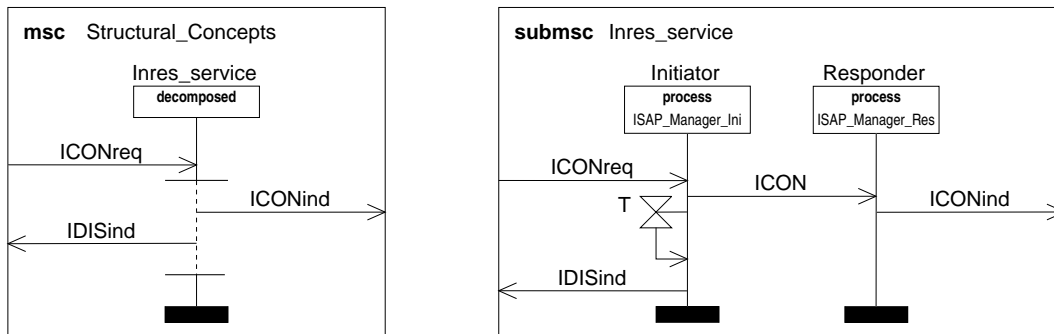 msc Structural_Concepts
Inres_service
decomposed
ICONreq
ICONind
IDISind
submsc Inres_service
Initiator Responder
process process
ISAP_Manager_Ini ISAP_Manager_Res
ICONreq
ICON
T
ICONind
IDISind